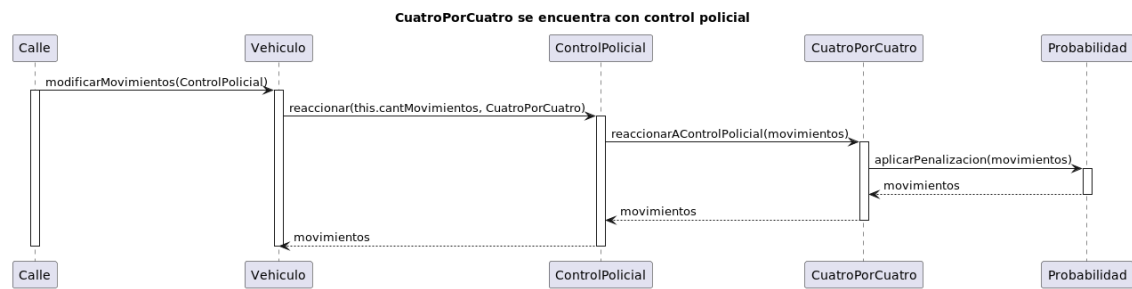 CuatroPorCuatro se encuentra con control policial
Calle Vehiculo ControlPolicial CuatroPorCuatro Probabilidad
modificarMovimientos(ControlPolicial)
reaccionar(this.cantMovimientos, CuatroPorCuatro)
reaccionarAControlPolicial(movimientos)
aplicarPenalizacion(movimientos)
movimientos
movimientos
movimientos
Calle Vehiculo ControlPolicial CuatroPorCuatro Probabilidad